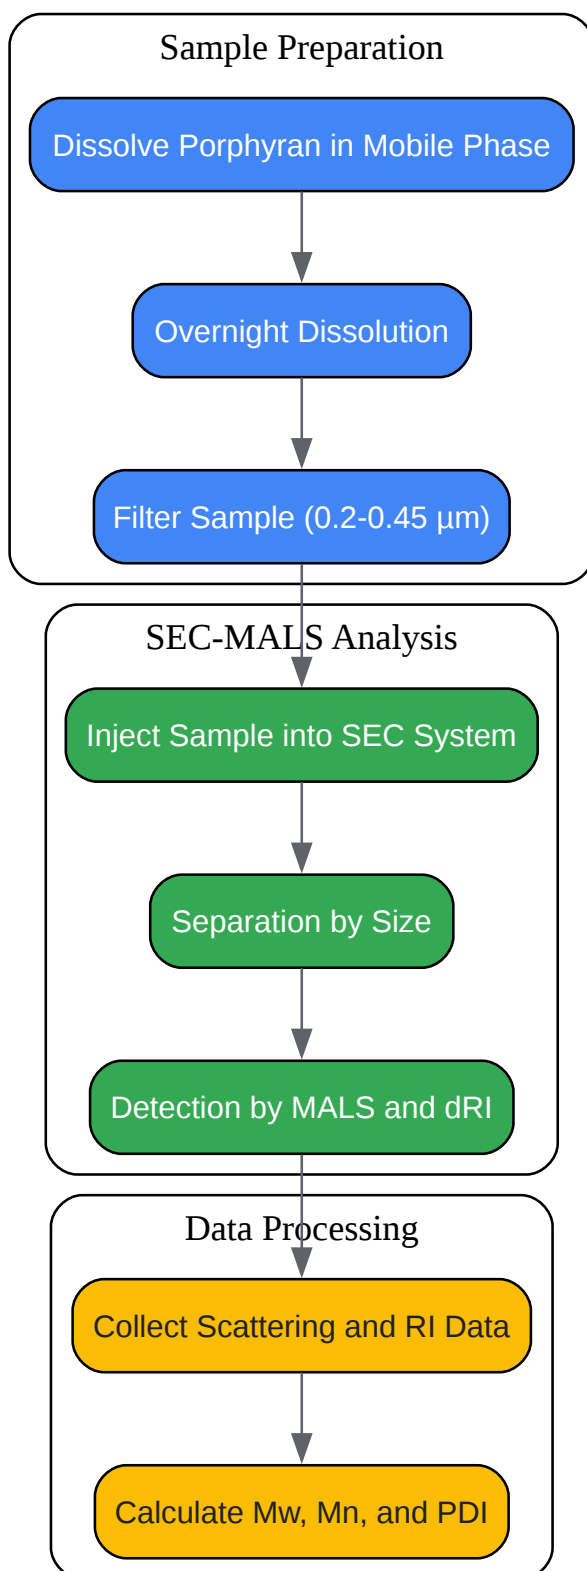 Sample Preparation
Dissolve Porphyran in Mobile Phase
Overnight Dissolution
Filter Sample (0.2-0.45 µm)
SEC-MALS Analysis
Inject Sample into SEC System
Separation by Size
Detection by MALS and dRI
Data Processing
Collect Scattering and RI Data
Calculate Mw, Mn, and PDI